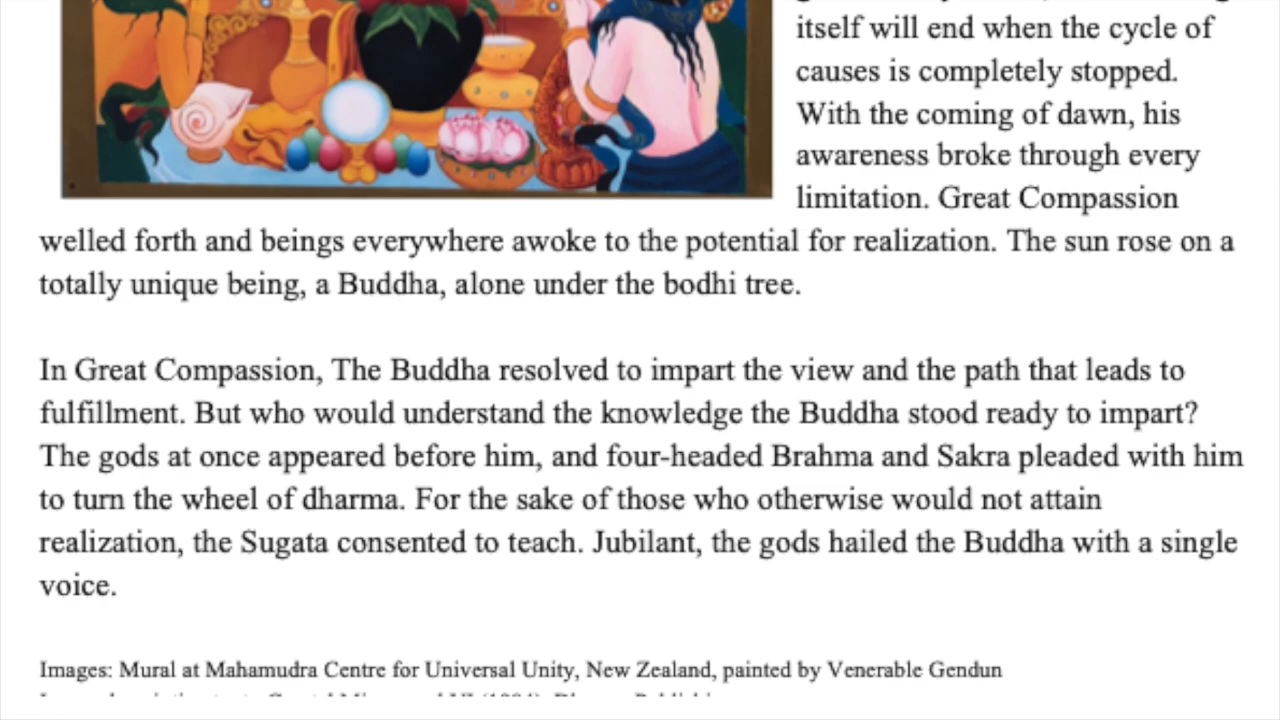 itself will end when the cycle of
causes is completely stopped.
With the coming of dawn, his
awareness broke through every
limitation. Great Compassion
welled forth and beings everywhere awoke to the potential for realization. The sun rose on a
totally unique being, a Buddha, alone under the bodhi tree.
In Great Compassion, The Buddha resolved to impart the view and the path that leads to
fulfillment. But who would understand the knowledge the Buddha stood ready to impart?
The gods at once appeared before him, and four-headed Brahma and Sakra pleaded with him
to turn the wheel of dharma. For the sake of those who otherwise would not attain
realization, the Sugata consented to teach. Jubilant, the gods hailed the Buddha with a single
voice.
Images: Mural at Mahamudra Centre for Universal Unity, New Zealand, painted by Venerable Gendun